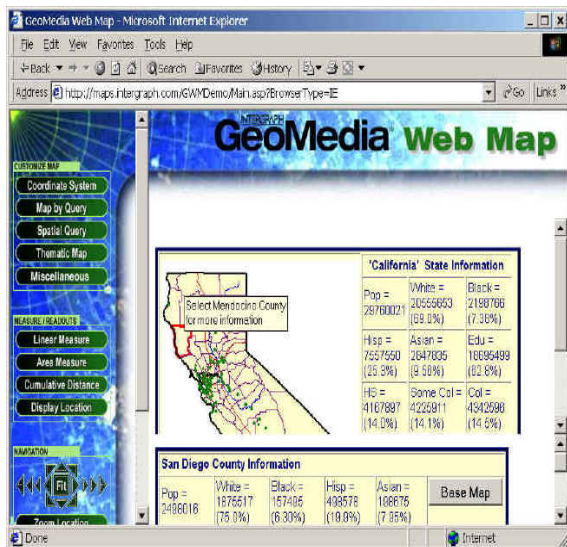 GeoMedia Web Map - Microsoft Internet Explorer
File Edit View Favorites Tools Help
Back Search Favorites History
Address http://maps.intergraph.com/GWMDemo/Main.asp?BrowserType=IE Go Links »
INTERGRAPH
GeoMedia Web Map
CUSTOMIZE MAP
Coordinate System
Map by Query
Spatial Query
Thematic Map
Miscellaneous
MEASURE / READOUTS
Linear Measure
Area Measure
Cumulative Distance
Display Location
NAVIGATION
Fit
Zoom Location
Select Mendocino County
for more information
'California' State Information
Pop =
29760021
White =
20555653
(69.0%)
Black =
2198766
(7.38%)
Hisp =
7557550
(25.3%)
Asian =
2847835
(9.56%)
Edu =
18695499
(62.8%)
HS =
4167897
(14.0%)
Some Col =
4225911
(14.1%)
Col =
4342596
(14.5%)
San Diego County Information
Pop =
2498016
White =
1875517
(75.0%)
Black =
157495
(6.30%)
Hisp =
498578
(19.9%)
Asian =
198675
(7.95%)
Base Map
Done
Internet